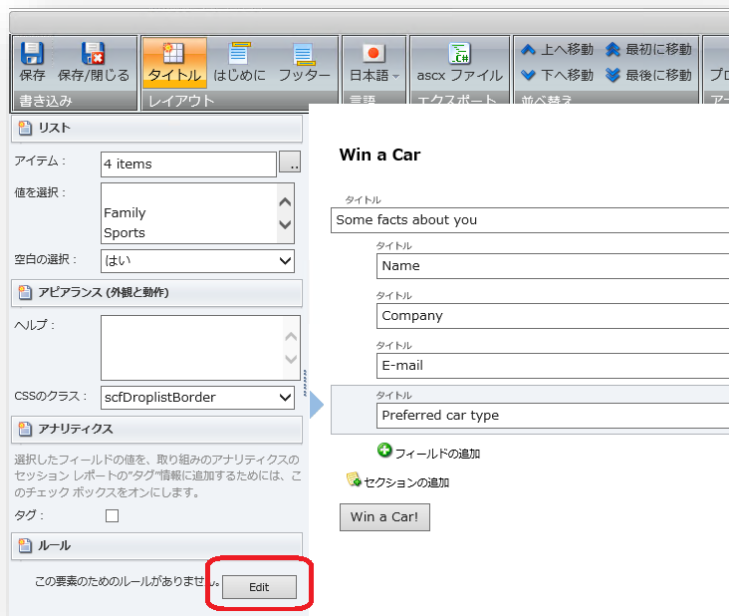 保存 保存/閉じる タイトル はじめに フッター 日本語 ascx ファイル 上へ移動 最初に移動
下へ移動 最後に移動
書き込み レイアウト 言語 エクスポート 並べ替え
リスト
アイテム: 4 items ..
値を選択:
Family
Sports
空白の選択: はい
アピアランス (外観と動作)
ヘルプ:
CSSのクラス: scfDroplistBorder
アナリティクス
選択したフィールドの値を、取り組みのアナリティクスの
セッション レポートの"タグ"情報に追加するためには、こ
のチェック ボックスをオンにします。
タグ:
ルール
この要素のためのルールがありません。 Edit
Win a Car
タイトル
Some facts about you
タイトル
Name
タイトル
Company
タイトル
E-mail
タイトル
Preferred car type
フィールドの追加
セクションの追加
Win a Car!